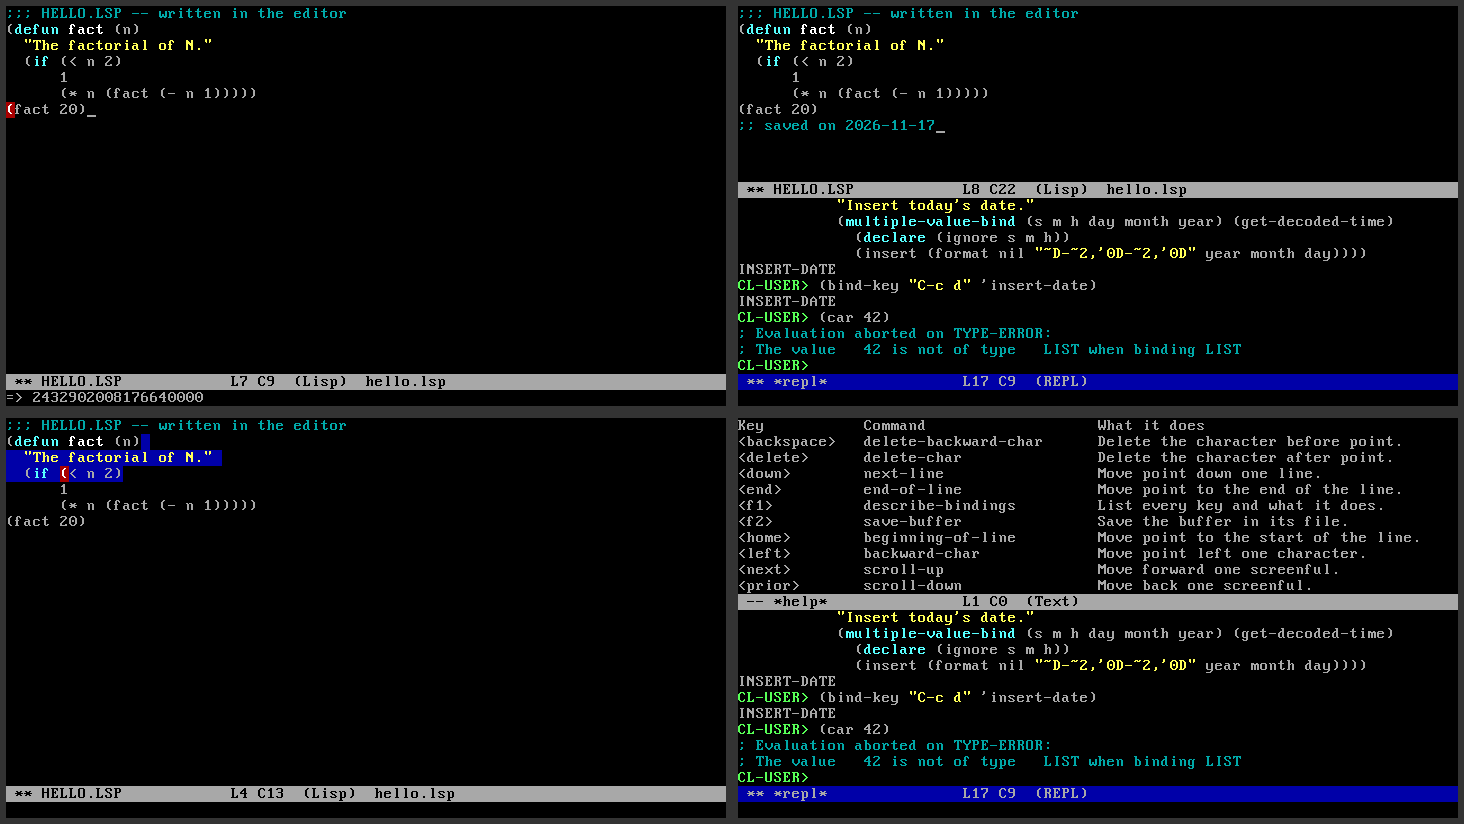 ;;; HELLO.LSP -- written in the editor
(defun fact (n)
  "The factorial of N."
  (if (< n 2)
      1
      (* n (fact (- n 1)))))
(fact 20)_
 ** HELLO.LSP            L7 C9  (Lisp)  hello.lsp
=> 2432902008176640000
;;; HELLO.LSP -- written in the editor
(defun fact (n)
  "The factorial of N."
  (if (< n 2)
      1
      (* n (fact (- n 1)))))
(fact 20)
;; saved on 2026-11-17_
 ** HELLO.LSP            L8 C22  (Lisp)  hello.lsp
           "Insert today's date."
           (multiple-value-bind (s m h day month year) (get-decoded-time)
             (declare (ignore s m h))
             (insert (format nil "~D-~2,'0D-~2,'0D" year month day))))
INSERT-DATE
CL-USER> (bind-key "C-c d" 'insert-date)
INSERT-DATE
CL-USER> (car 42)
; Evaluation aborted on TYPE-ERROR:
; The value   42 is not of type   LIST when binding LIST
CL-USER>
 ** *repl*               L17 C9  (REPL)
;;; HELLO.LSP -- written in the editor
(defun fact (n)
  "The factorial of N."
  (if (< n 2)
      1
      (* n (fact (- n 1)))))
(fact 20)
 ** HELLO.LSP            L4 C13  (Lisp)  hello.lsp
Key           Command                   What it does
<backspace>   delete-backward-char      Delete the character before point.
<delete>      delete-char               Delete the character after point.
<down>        next-line                 Move point down one line.
<end>         end-of-line               Move point to the end of the line.
<f1>          describe-bindings         List every key and what it does.
<f2>          save-buffer               Save the buffer in its file.
<home>        beginning-of-line         Move point to the start of the line.
<left>        backward-char             Move point left one character.
<next>        scroll-up                 Move forward one screenful.
<prior>       scroll-down               Move back one screenful.
 -- *help*               L1 C0  (Text)
           "Insert today's date."
           (multiple-value-bind (s m h day month year) (get-decoded-time)
             (declare (ignore s m h))
             (insert (format nil "~D-~2,'0D-~2,'0D" year month day))))
INSERT-DATE
CL-USER> (bind-key "C-c d" 'insert-date)
INSERT-DATE
CL-USER> (car 42)
; Evaluation aborted on TYPE-ERROR:
; The value   42 is not of type   LIST when binding LIST
CL-USER>
 ** *repl*               L17 C9  (REPL)